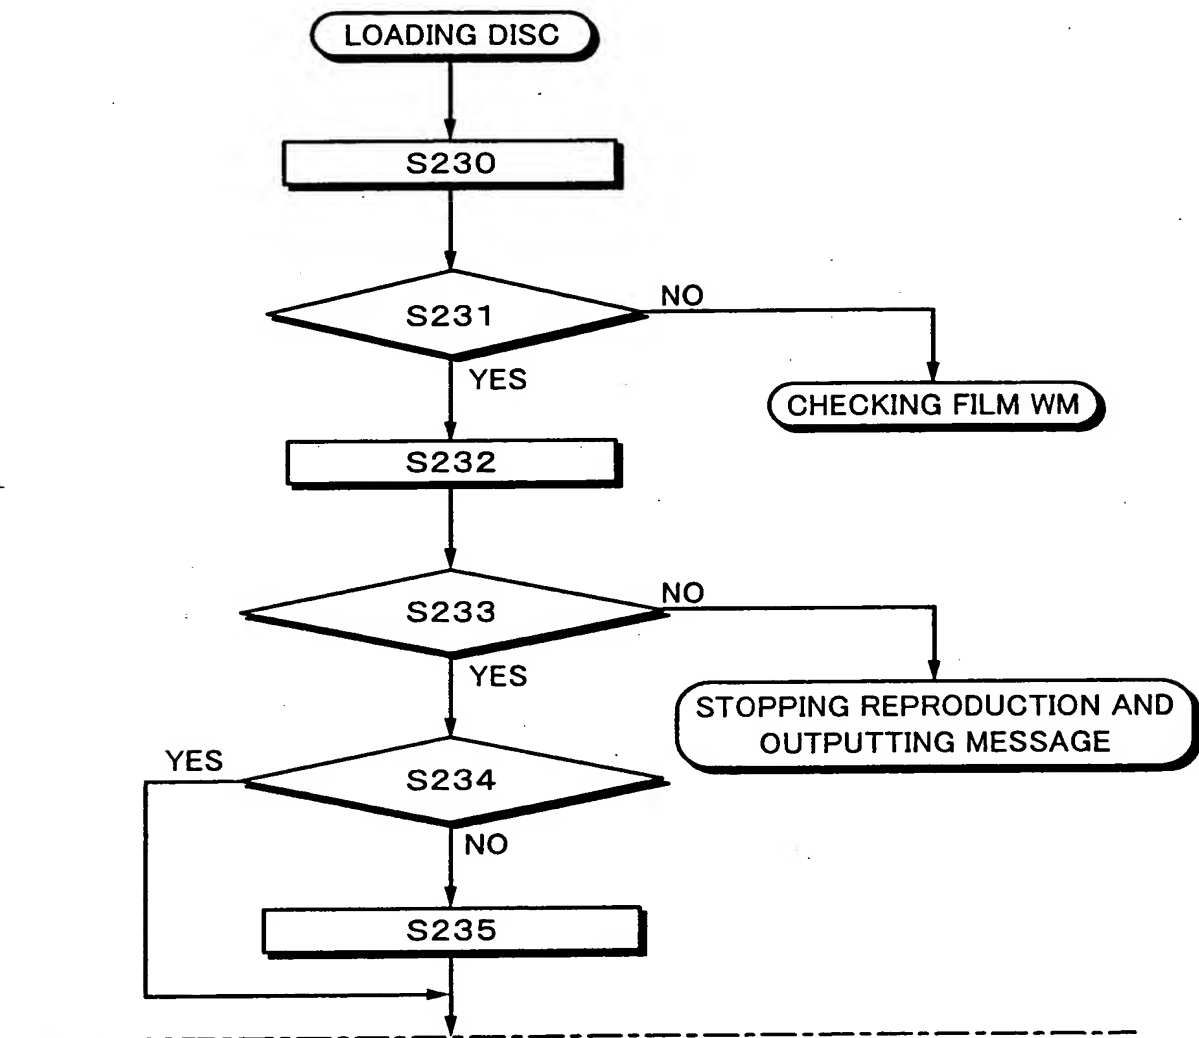 LOADING DISC
S230
S231
NO
YES
CHECKING FILM WM
S232
S233
NO
YES
STOPPING REPRODUCTION AND
OUTPUTTING MESSAGE
YES
S234
NO
S235